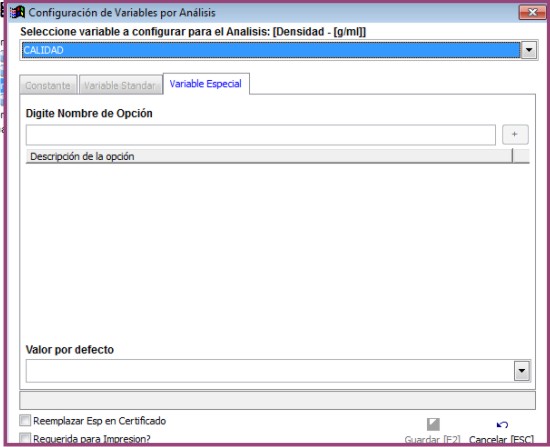 Configuración de Variables por Análisis
Seleccione variable a configurar para el Analisis: [Densidad - [g/ml]]
CALIDAD
Constante Variable Standar Variable Especial
Digite Nombre de Opción
+
Descripción de la opción
Valor por defecto
Reemplazar Esp en Certificado
Requerida para Impresion?
Guardar [F2] Cancelar [ESC]